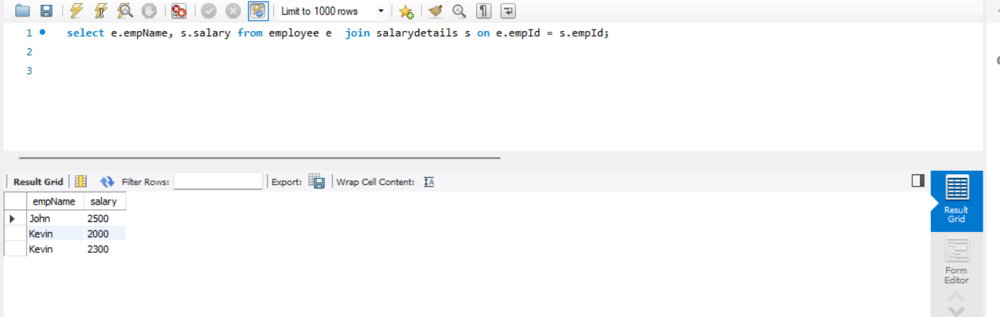 Limit to 1000 rows
1 select e.empName, s.salary from employee e  join salarydetails s on e.empId = s.empId;
2
3
Result Grid Filter Rows: Export: Wrap Cell Content: IA
empName salary
John 2500
Kevin 2000
Kevin 2300
Result
Grid
Form
Editor